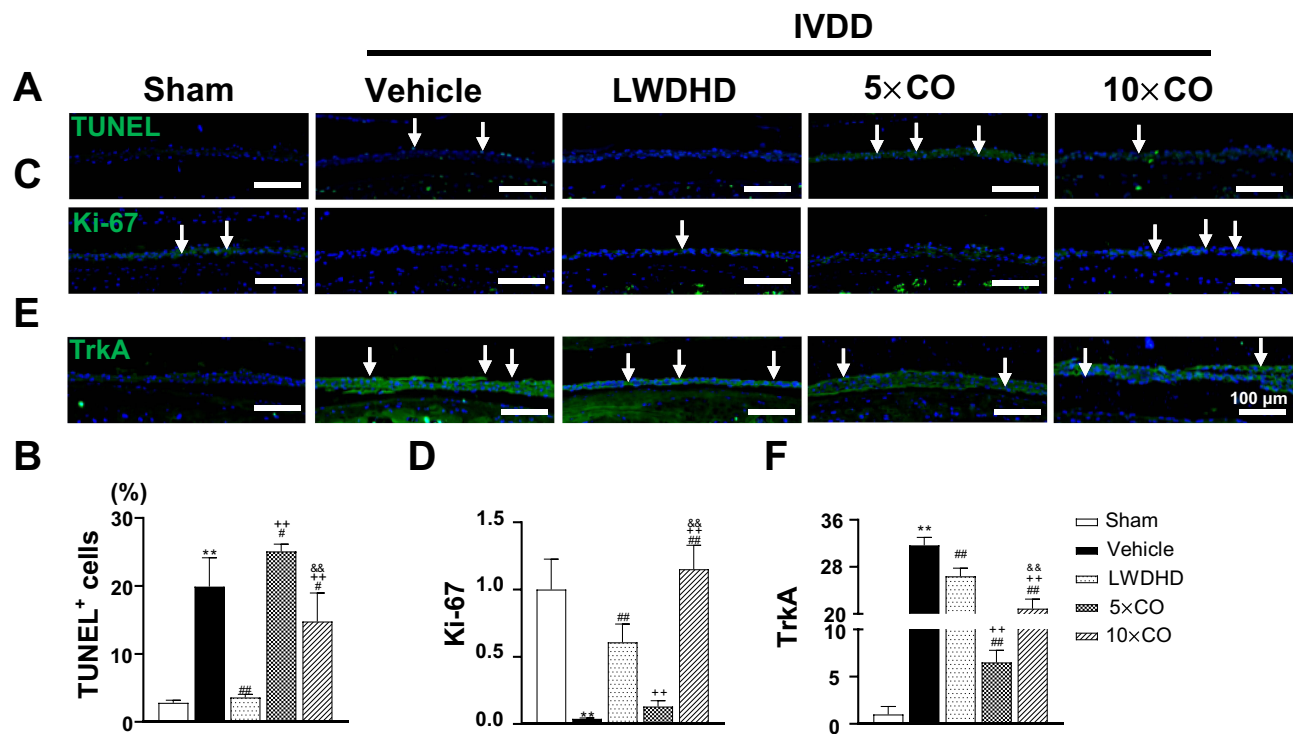 IVDD
A Sham Vehicle LWDHD 5×CO 10×CO
TUNEL
C
Ki-67
E
TrkA
100 μm
B D F
(%)
TUNEL+ cells
30
20
10
0
**
##
++
#
&&
++
#
Ki-67
1.5
1.0
0.5
0.0
**
##
++
&&
++
##
TrkA
36
28
20
10
5
0
**
##
++
##
&&
++
##
Sham
Vehicle
LWDHD
5×CO
10×CO